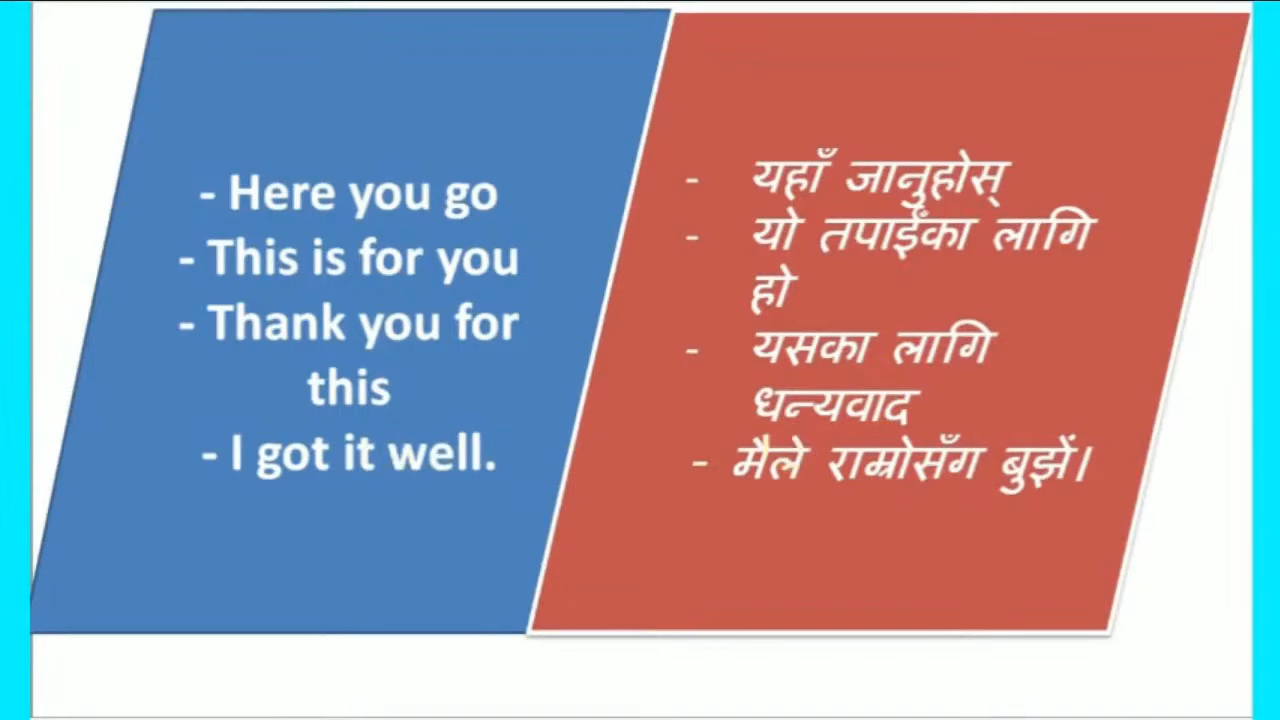 - Here you go
- This is for you
- Thank you for
this
- I got it well.
- यहाँ जानुहोस्
- यो तपाईंका लागि
हो
- यसका लागि
धन्यवाद
- मैले राम्रोसँग बुझें।